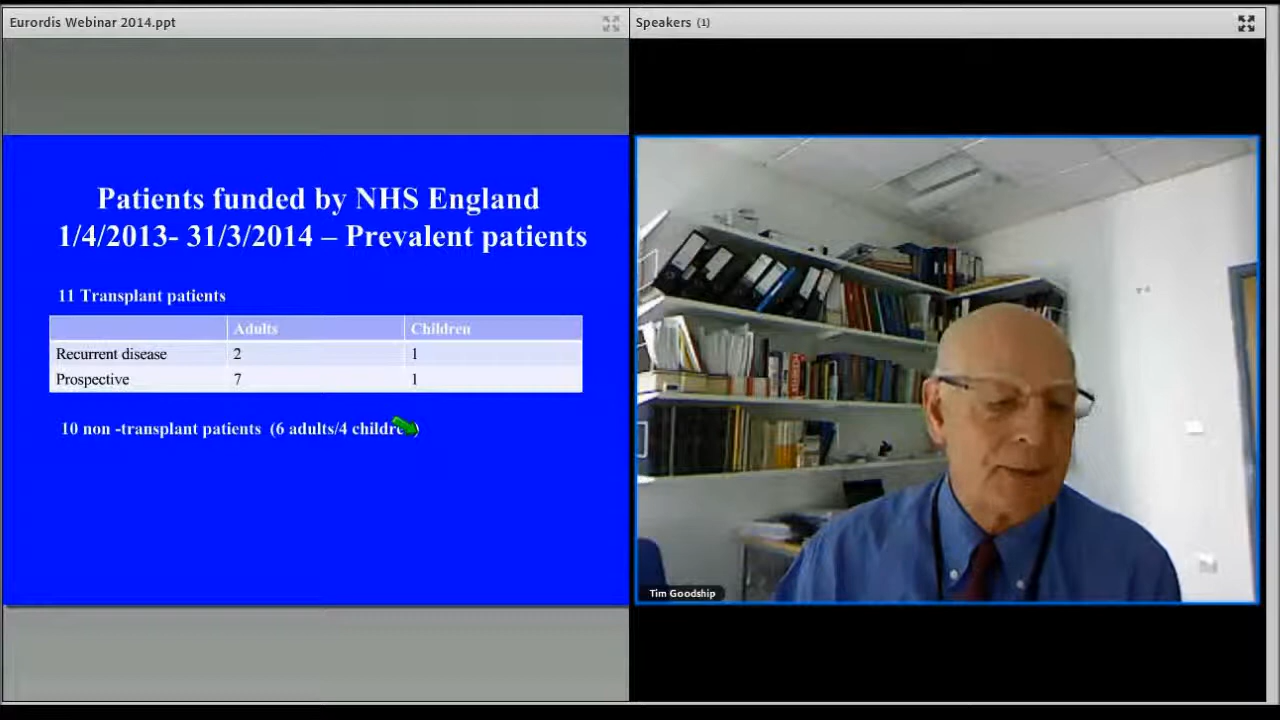 Eurordis Webinar 2014.ppt
Speakers (1)
Patients funded by NHS England
1/4/2013- 31/3/2014 – Prevalent patients
11 Transplant patients
Adults Children
Recurrent disease 2 1
Prospective 7 1
10 non -transplant patients (6 adults/4 children)
Tim Goodship